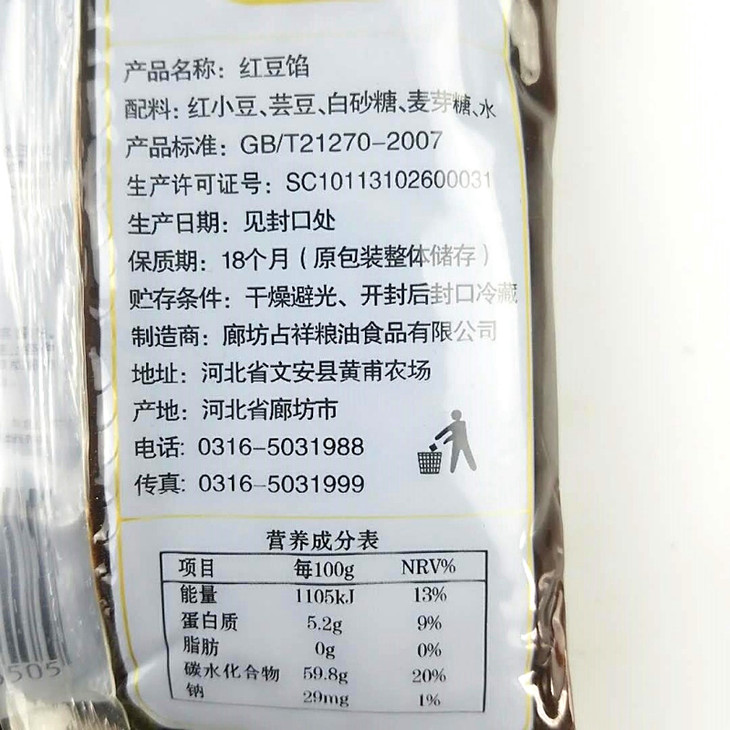 产品名称：红豆馅
配料：红小豆、芸豆、白砂糖、麦芽糖、水
产品标准：GB/T21270-2007
生产许可证号：SC10113102600031
生产日期：见封口处
保质期：18个月（原包装整体储存）
贮存条件：干燥避光、开封后封口冷藏
制造商：廊坊占祥粮油食品有限公司
地址：河北省文安县黄甫农场
产地：河北省廊坊市
电话：0316-5031988
传真：0316-5031999
营养成分表
项目 每100g NRV%
能量 1105kJ 13%
蛋白质 5.2g 9%
脂肪 0g 0%
碳水化合物 59.8g 20%
钠 29mg 1%
505